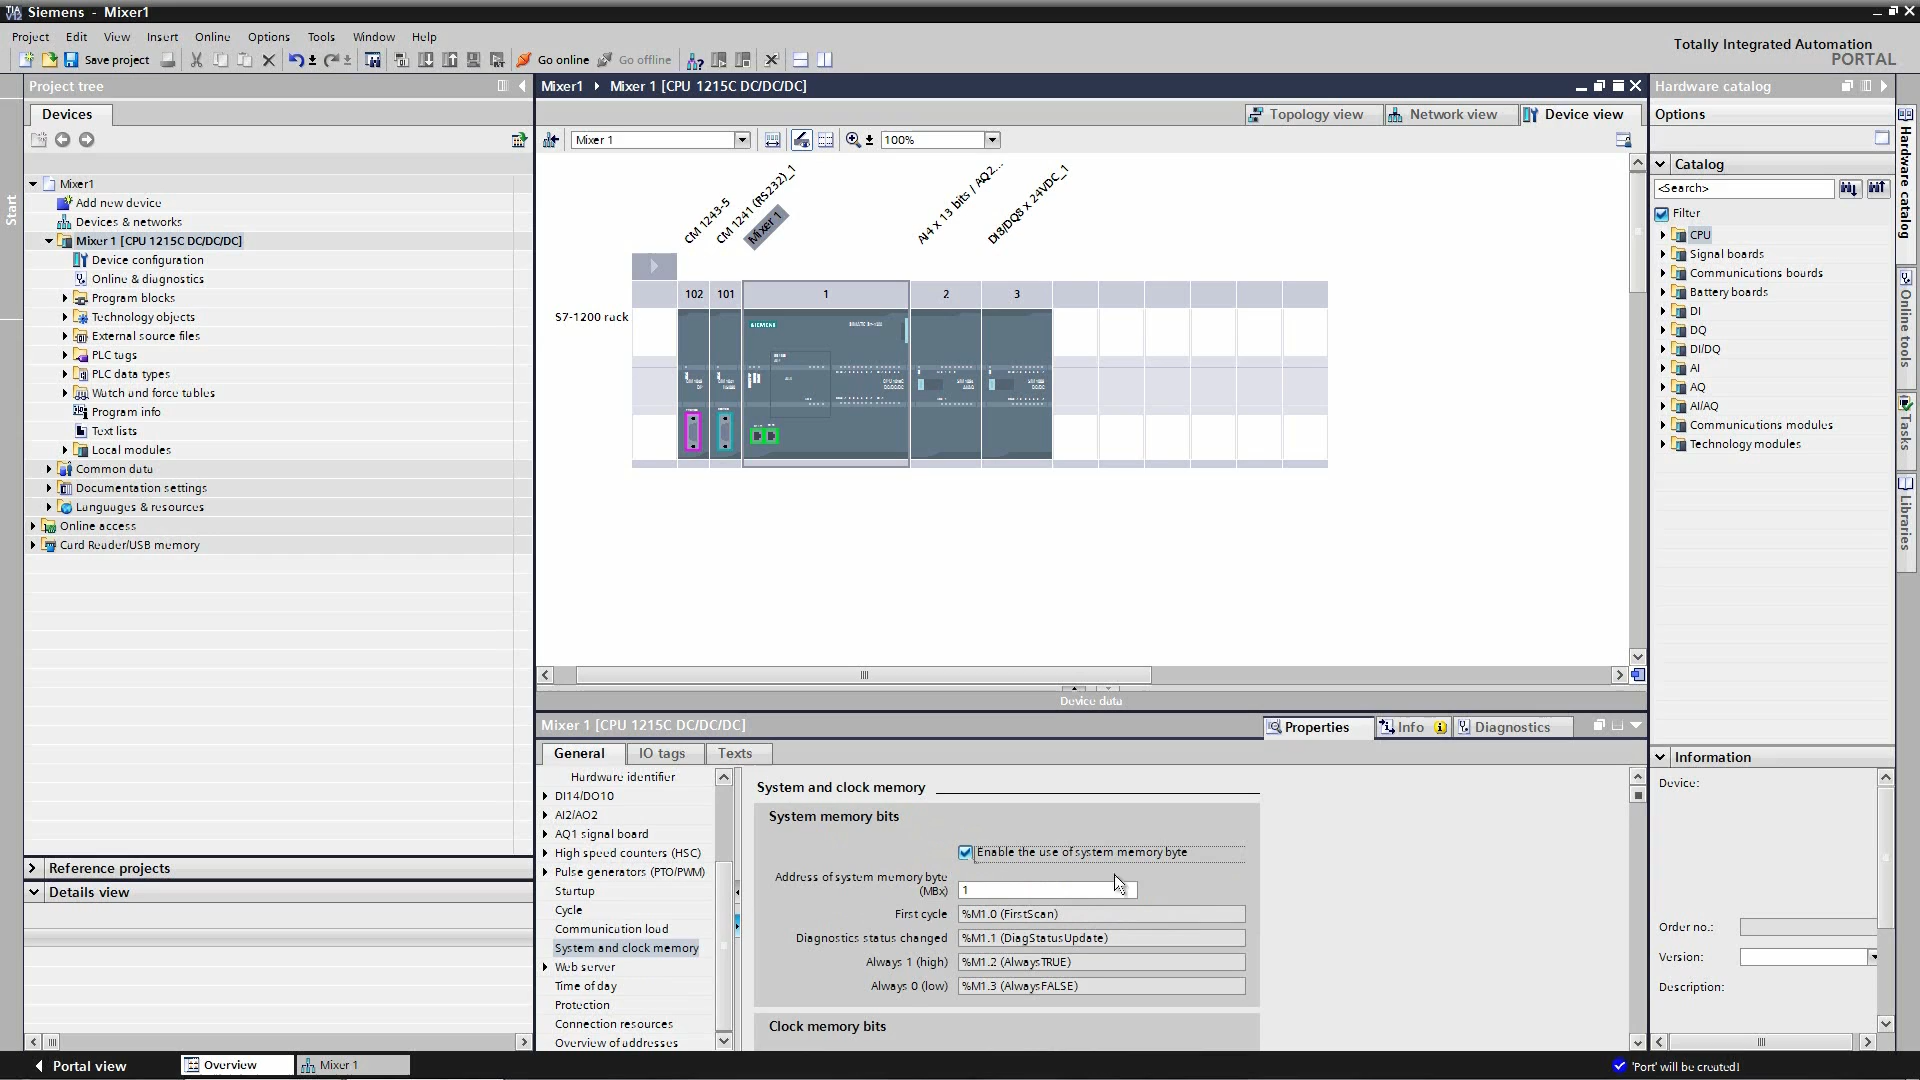 Siemens - Mixer1
Project Edit View Insert Online Options Tools Window Help
Totally Integrated Automation
PORTAL
Save project
Go online
Go offline
Project tree
Devices
Start
Mixer1
Add new device
Devices & networks
Mixer 1 [CPU 1215C DC/DC/DC]
Device configuration
Online & diagnostics
Program blocks
Technology objects
External source files
PLC tags
PLC data types
Watch and force tables
Program info
Text lists
Local modules
Common data
Documentation settings
Languages & resources
Online access
Card Reader/USB memory
Reference projects
Details view
Mixer1 Mixer 1 [CPU 1215C DC/DC/DC]
Topology view
Network view
Device view
Mixer 1
100%
CM 1243-5
CM 1241 (RS232)_1
Mixer 1
AI4 x 13 bits / AQ2...
DI8/DQ8 x 24VDC_1
102 101 1 2 3
S7-1200 rack
SIEMENS
Device data
Mixer 1 [CPU 1215C DC/DC/DC]
Properties
Info
Diagnostics
General
IO tags
Texts
Hardware identifier
DI14/DO10
AI2/AO2
AQ1 signal board
High speed counters (HSC)
Pulse generators (PTO/PWM)
Startup
Cycle
Communication load
System and clock memory
Web server
Time of day
Protection
Connection resources
Overview of addresses
System and clock memory
System memory bits
Enable the use of system memory byte
Address of system memory byte
(MBx) 1
First cycle %M1.0 (FirstScan)
Diagnostics status changed %M1.1 (DiagStatusUpdate)
Always 1 (high) %M1.2 (AlwaysTRUE)
Always 0 (low) %M1.3 (AlwaysFALSE)
Clock memory bits
Hardware catalog
Options
Catalog
<Search>
Filter
CPU
Signal boards
Communications boards
Battery boards
DI
DQ
DI/DQ
AI
AQ
AI/AQ
Communications modules
Technology modules
Information
Device:
Order no.:
Version:
Description:
Hardware catalog
Online tools
Tasks
Libraries
Portal view
Overview
Mixer 1
'Port' will be created!